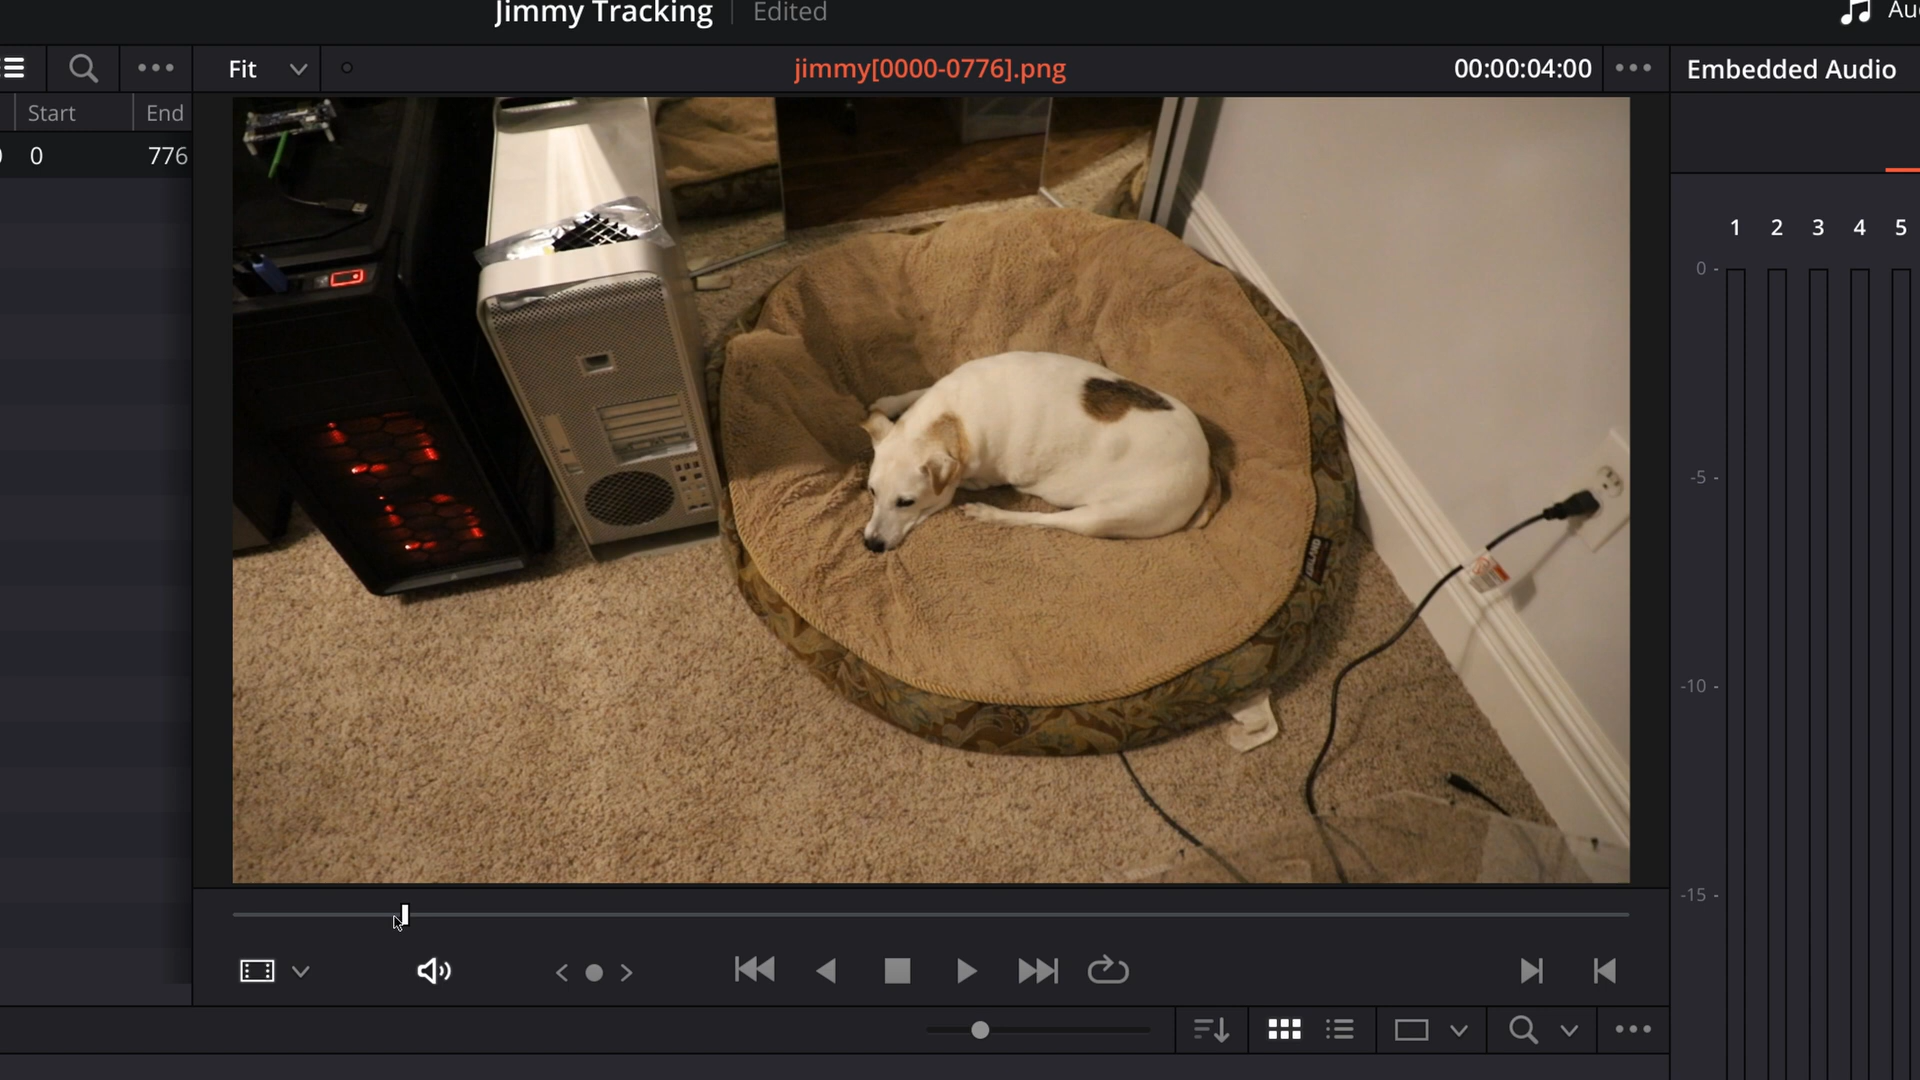 Jimmy Tracking
Edited
Au
Fit
jimmy[0000-0776].png
00:00:04:00
Embedded Audio
Start
End
0
776
1 2 3 4 5
0
-5
-10
-15